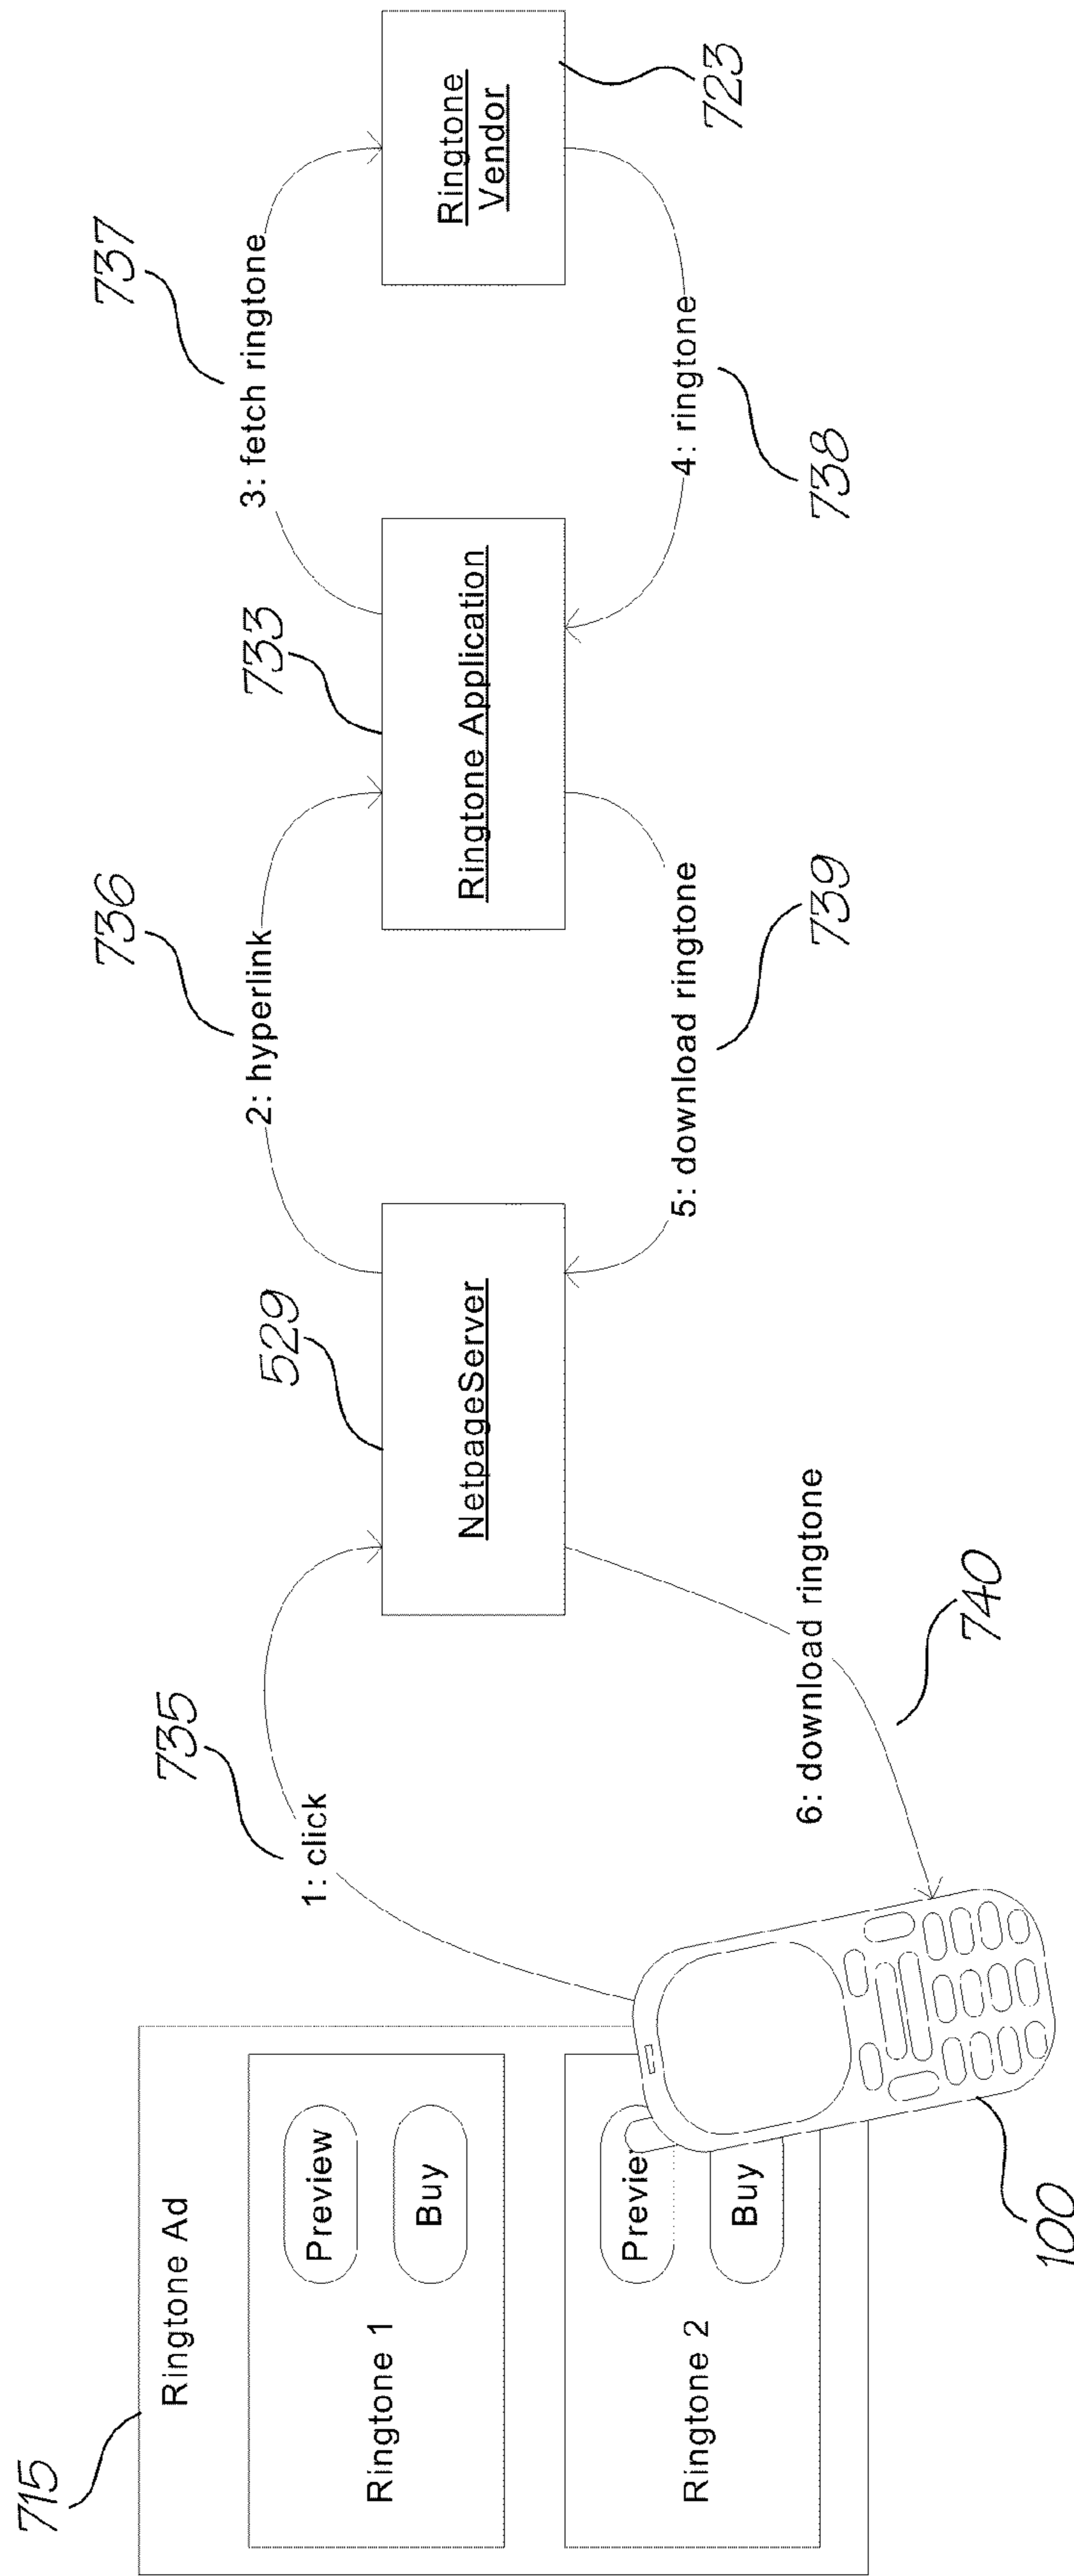 715
Ringtone Ad
Ringtone 1
Preview
Buy
Ringtone 2
Previe
Buy
100
735
1: click
529
NetpageServer
6: download ringtone
740
736
2: hyperlink
733
Ringtone Application
5: download ringtone
739
737
3: fetch ringtone
Ringtone
Vendor
723
4: ringtone
738